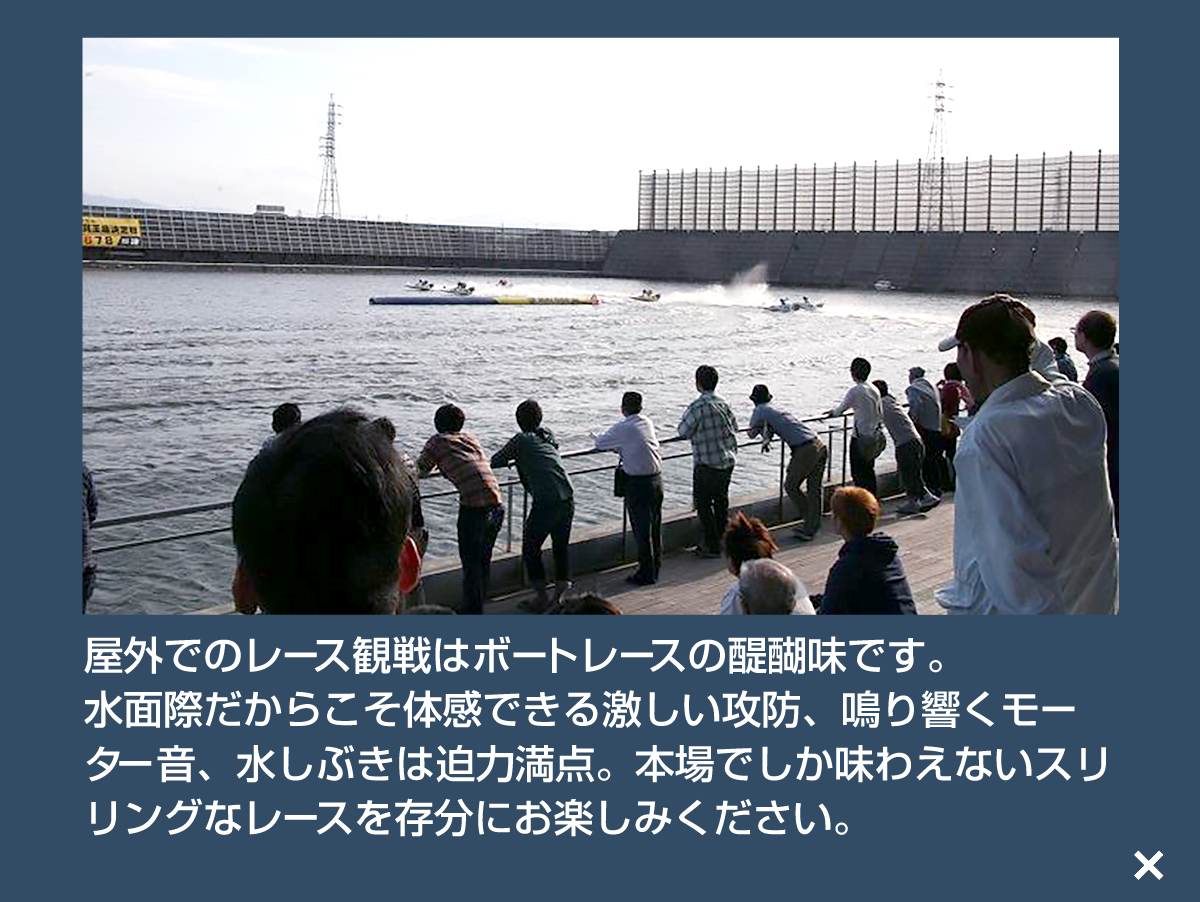 678
屋外でのレース観戦はボートレースの醍醐味です。
水面際だからこそ体感できる激しい攻防、鳴り響くモー
ター音、水しぶきは迫力満点。本場でしか味わえないスリ
リングなレースを存分にお楽しみください。